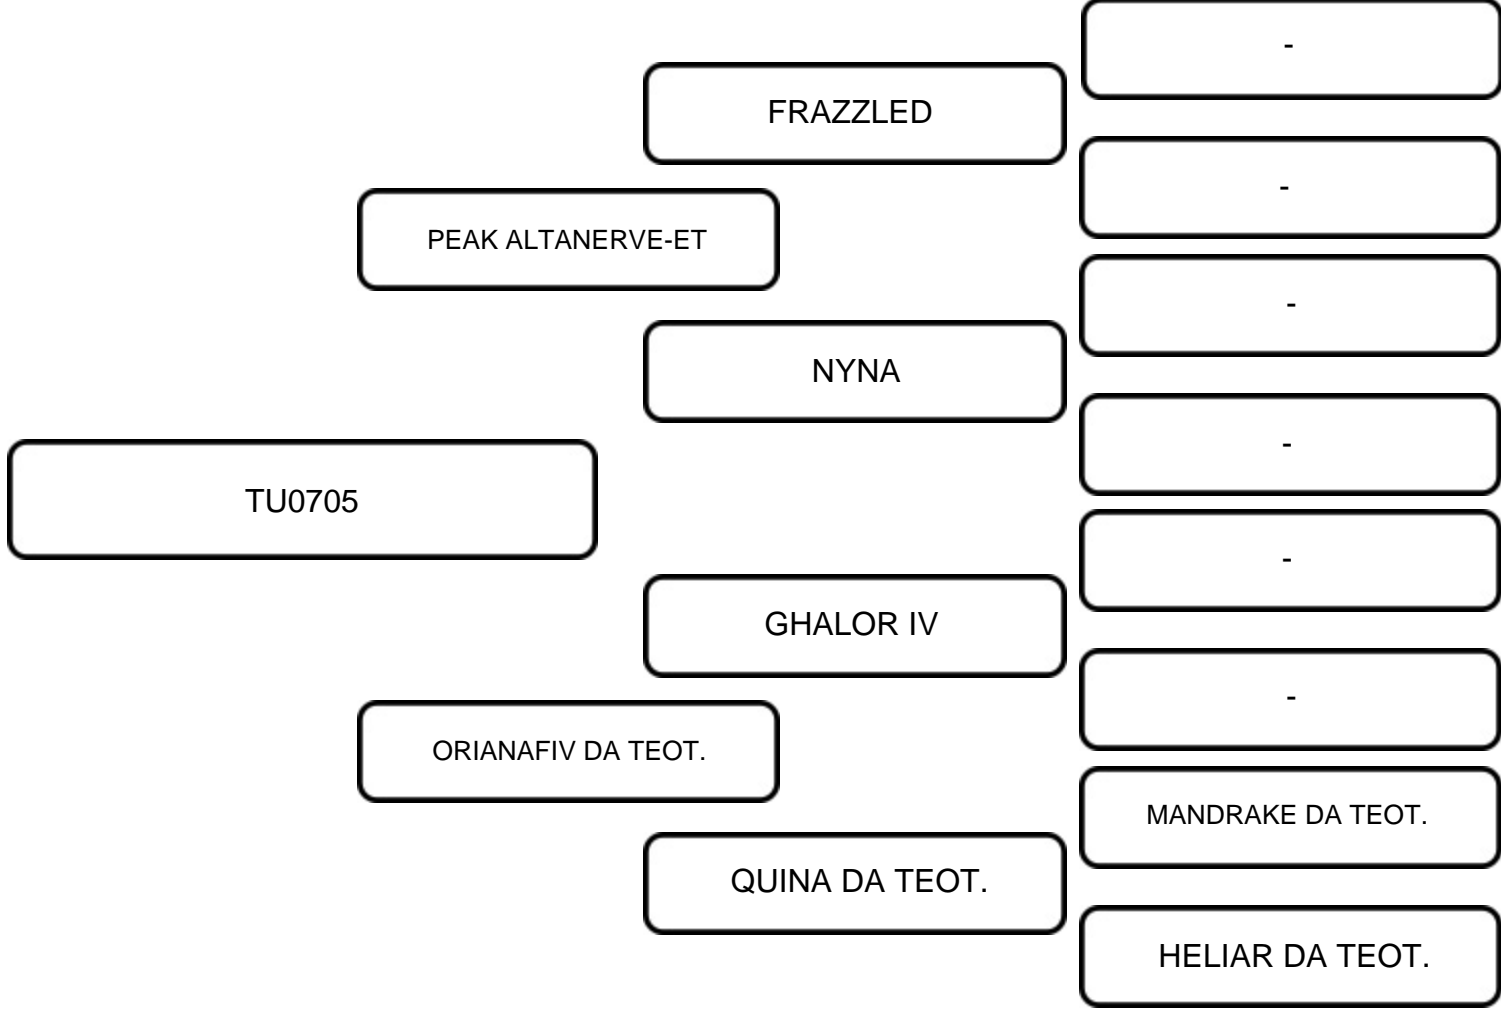 -
FRAZZLED
-
PEAK ALTANERVE-ET
-
NYNA
-
TU0705
-
GHALOR IV
-
ORIANAFIV DA TEOT.
MANDRAKE DA TEOT.
QUINA DA TEOT.
HELIAR DA TEOT.